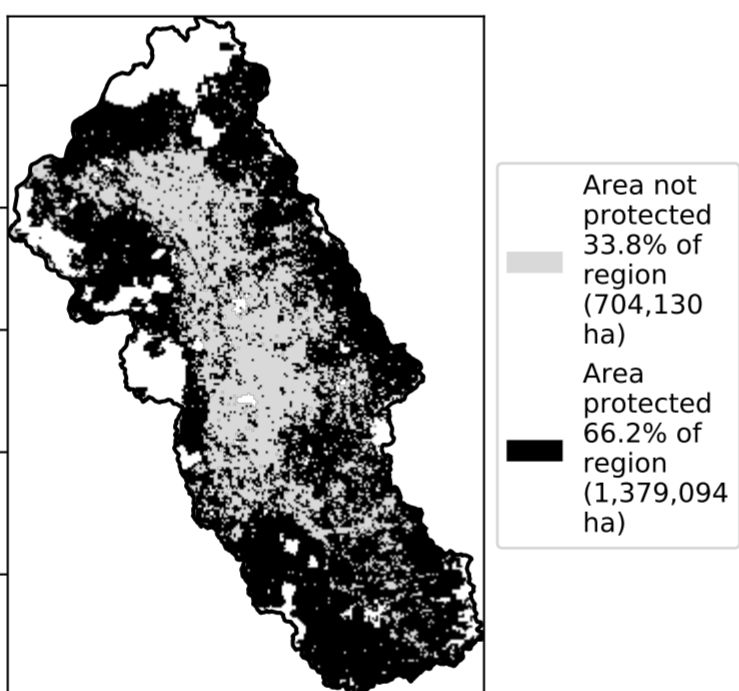 Area not
protected
33.8% of
region
(704,130
ha)
Area
protected
66.2% of
region
(1,379,094
ha)